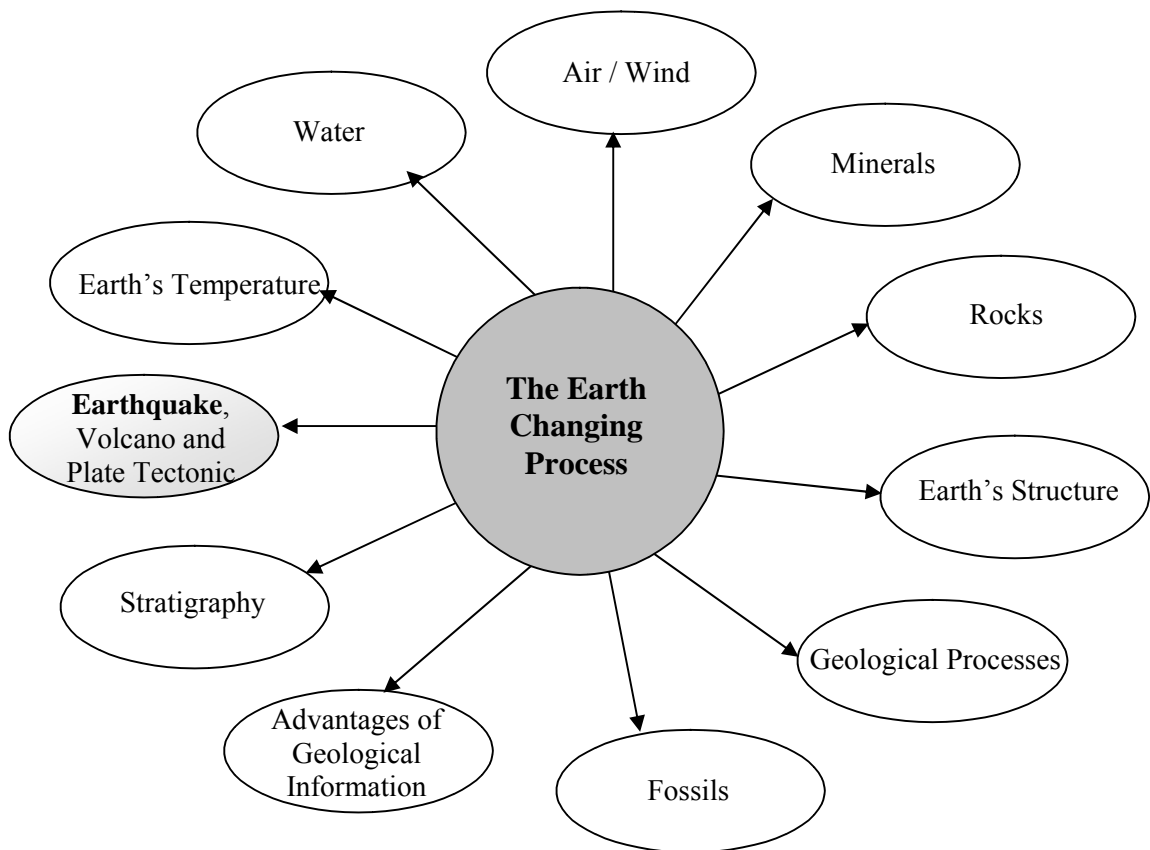 Air / Wind
Water
Minerals
Earth’s Temperature
Rocks
The Earth
Changing
Process
Earthquake,
Volcano and
Plate Tectonic
Earth’s Structure
Stratigraphy
Geological Processes
Advantages of
Geological
Information
Fossils